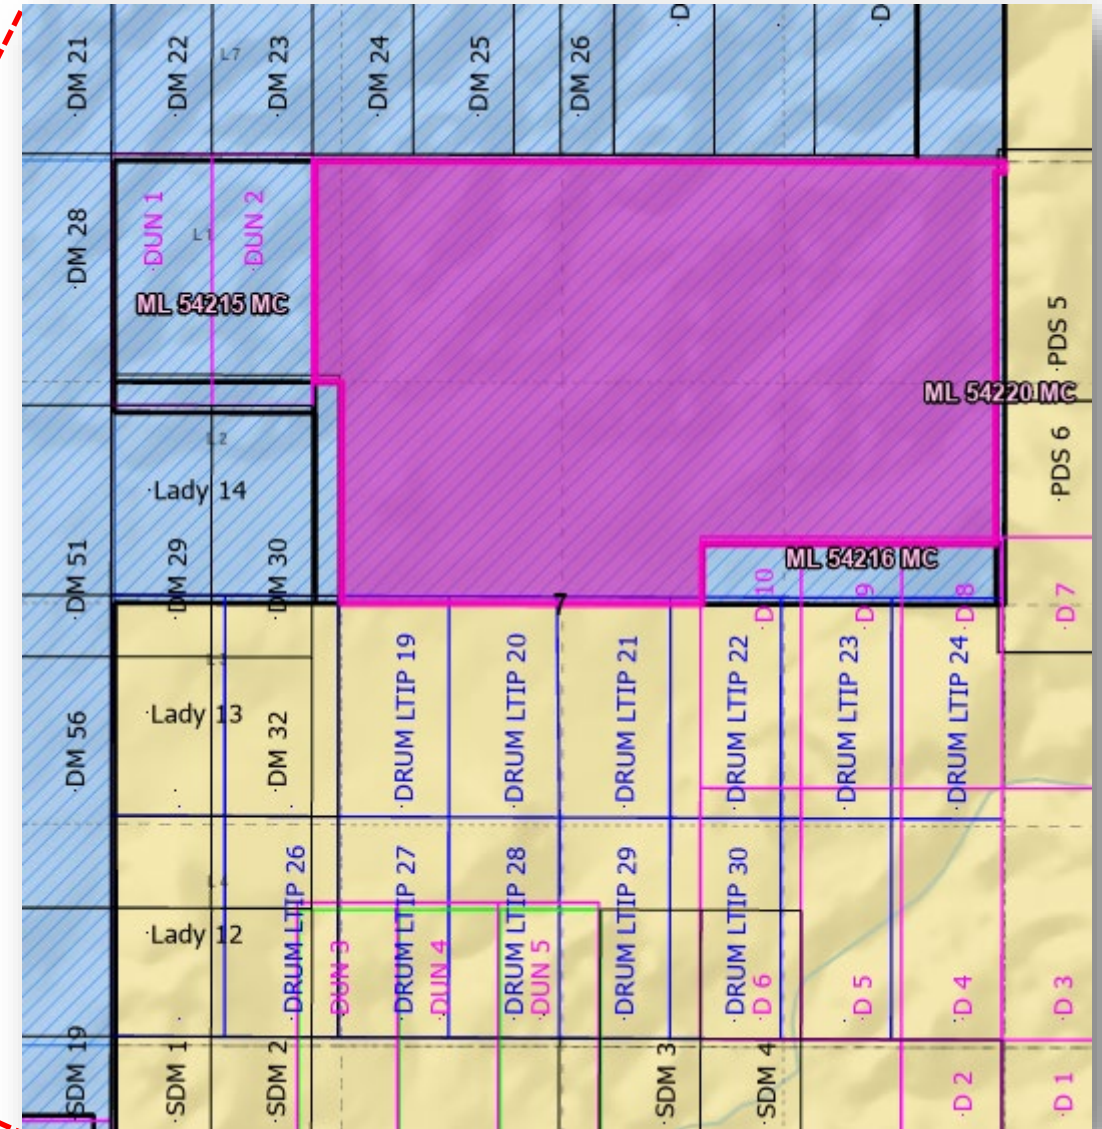 ·DM 21
·DM 22
L7
·DM 23
·DM 24
·DM 25
·DM 26
·D
·D
·DM 28
·DUN 1
L1
·DUN 2
ML 54215 MC
·PDS 5
ML 54220 MC
L2
·Lady 14
·PDS 6
·DM 51
·DM 29
·DM 30
ML 54216 MC
·D 10
·D 9
·D 8
·D 7
7
·DM 56
L3
·Lady 13
·DM 32
·DRUM LTIP 19
·DRUM LTIP 20
·DRUM LTIP 21
·DRUM LTIP 22
·DRUM LTIP 23
·DRUM LTIP 24
L4
·Lady 12
·DRUM LTIP 26
·DUN 3
·DRUM LTIP 27
·DUN 4
·DRUM LTIP 28
·DUN 5
·DRUM LTIP 29
·DRUM LTIP 30
·D 6
·D 5
·D 4
·D 3
·SDM 19
·SDM 1
·SDM 2
·SDM 3
·SDM 4
·D 2
·D 1